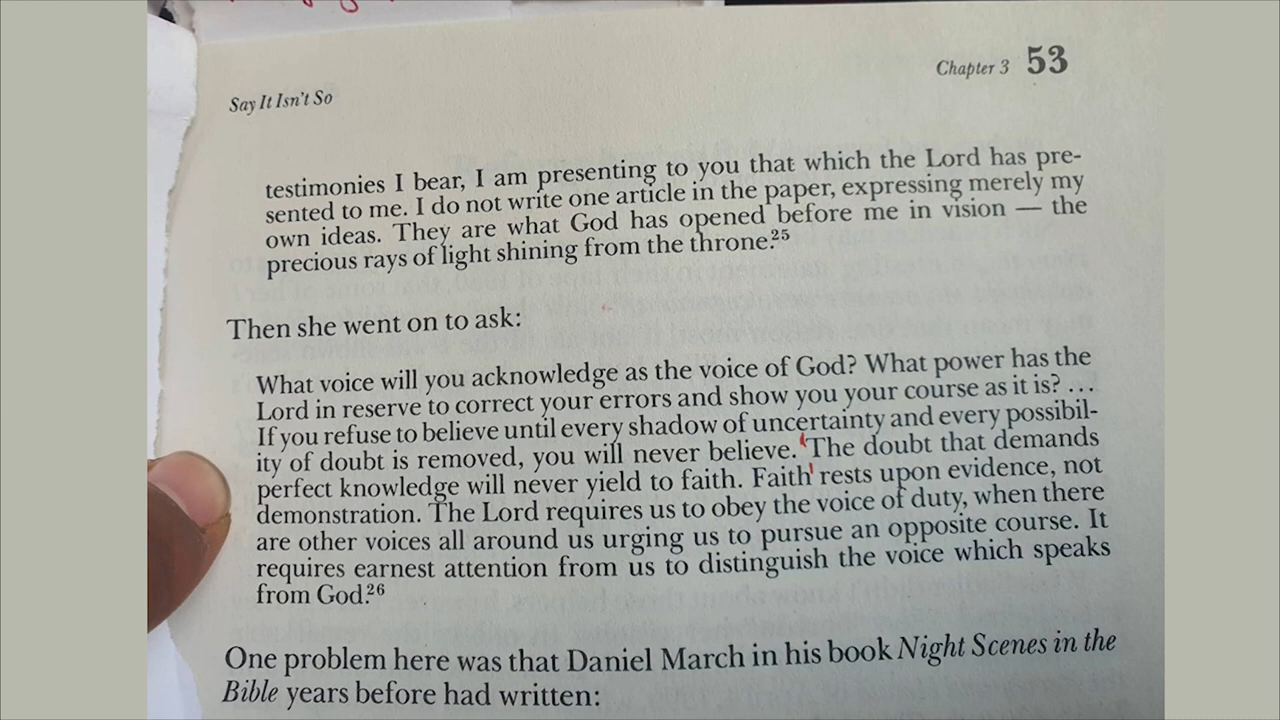 Chapter 3 53
Say It Isn't So
testimonies I bear, I am presenting to you that which the Lord has pre-
sented to me. I do not write one article in the paper, expressing merely my
own ideas. They are what God has opened before me in vision — the
precious rays of light shining from the throne.25
Then she went on to ask:
What voice will you acknowledge as the voice of God? What power has the
Lord in reserve to correct your errors and show you your course as it is? ...
If you refuse to believe until every shadow of uncertainty and every possibil-
ity of doubt is removed, you will never believe. The doubt that demands
perfect knowledge will never yield to faith. Faith rests upon evidence, not
demonstration. The Lord requires us to obey the voice of duty, when there
are other voices all around us urging us to pursue an opposite course. It
requires earnest attention from us to distinguish the voice which speaks
from God.26
One problem here was that Daniel March in his book Night Scenes in the
Bible years before had written: